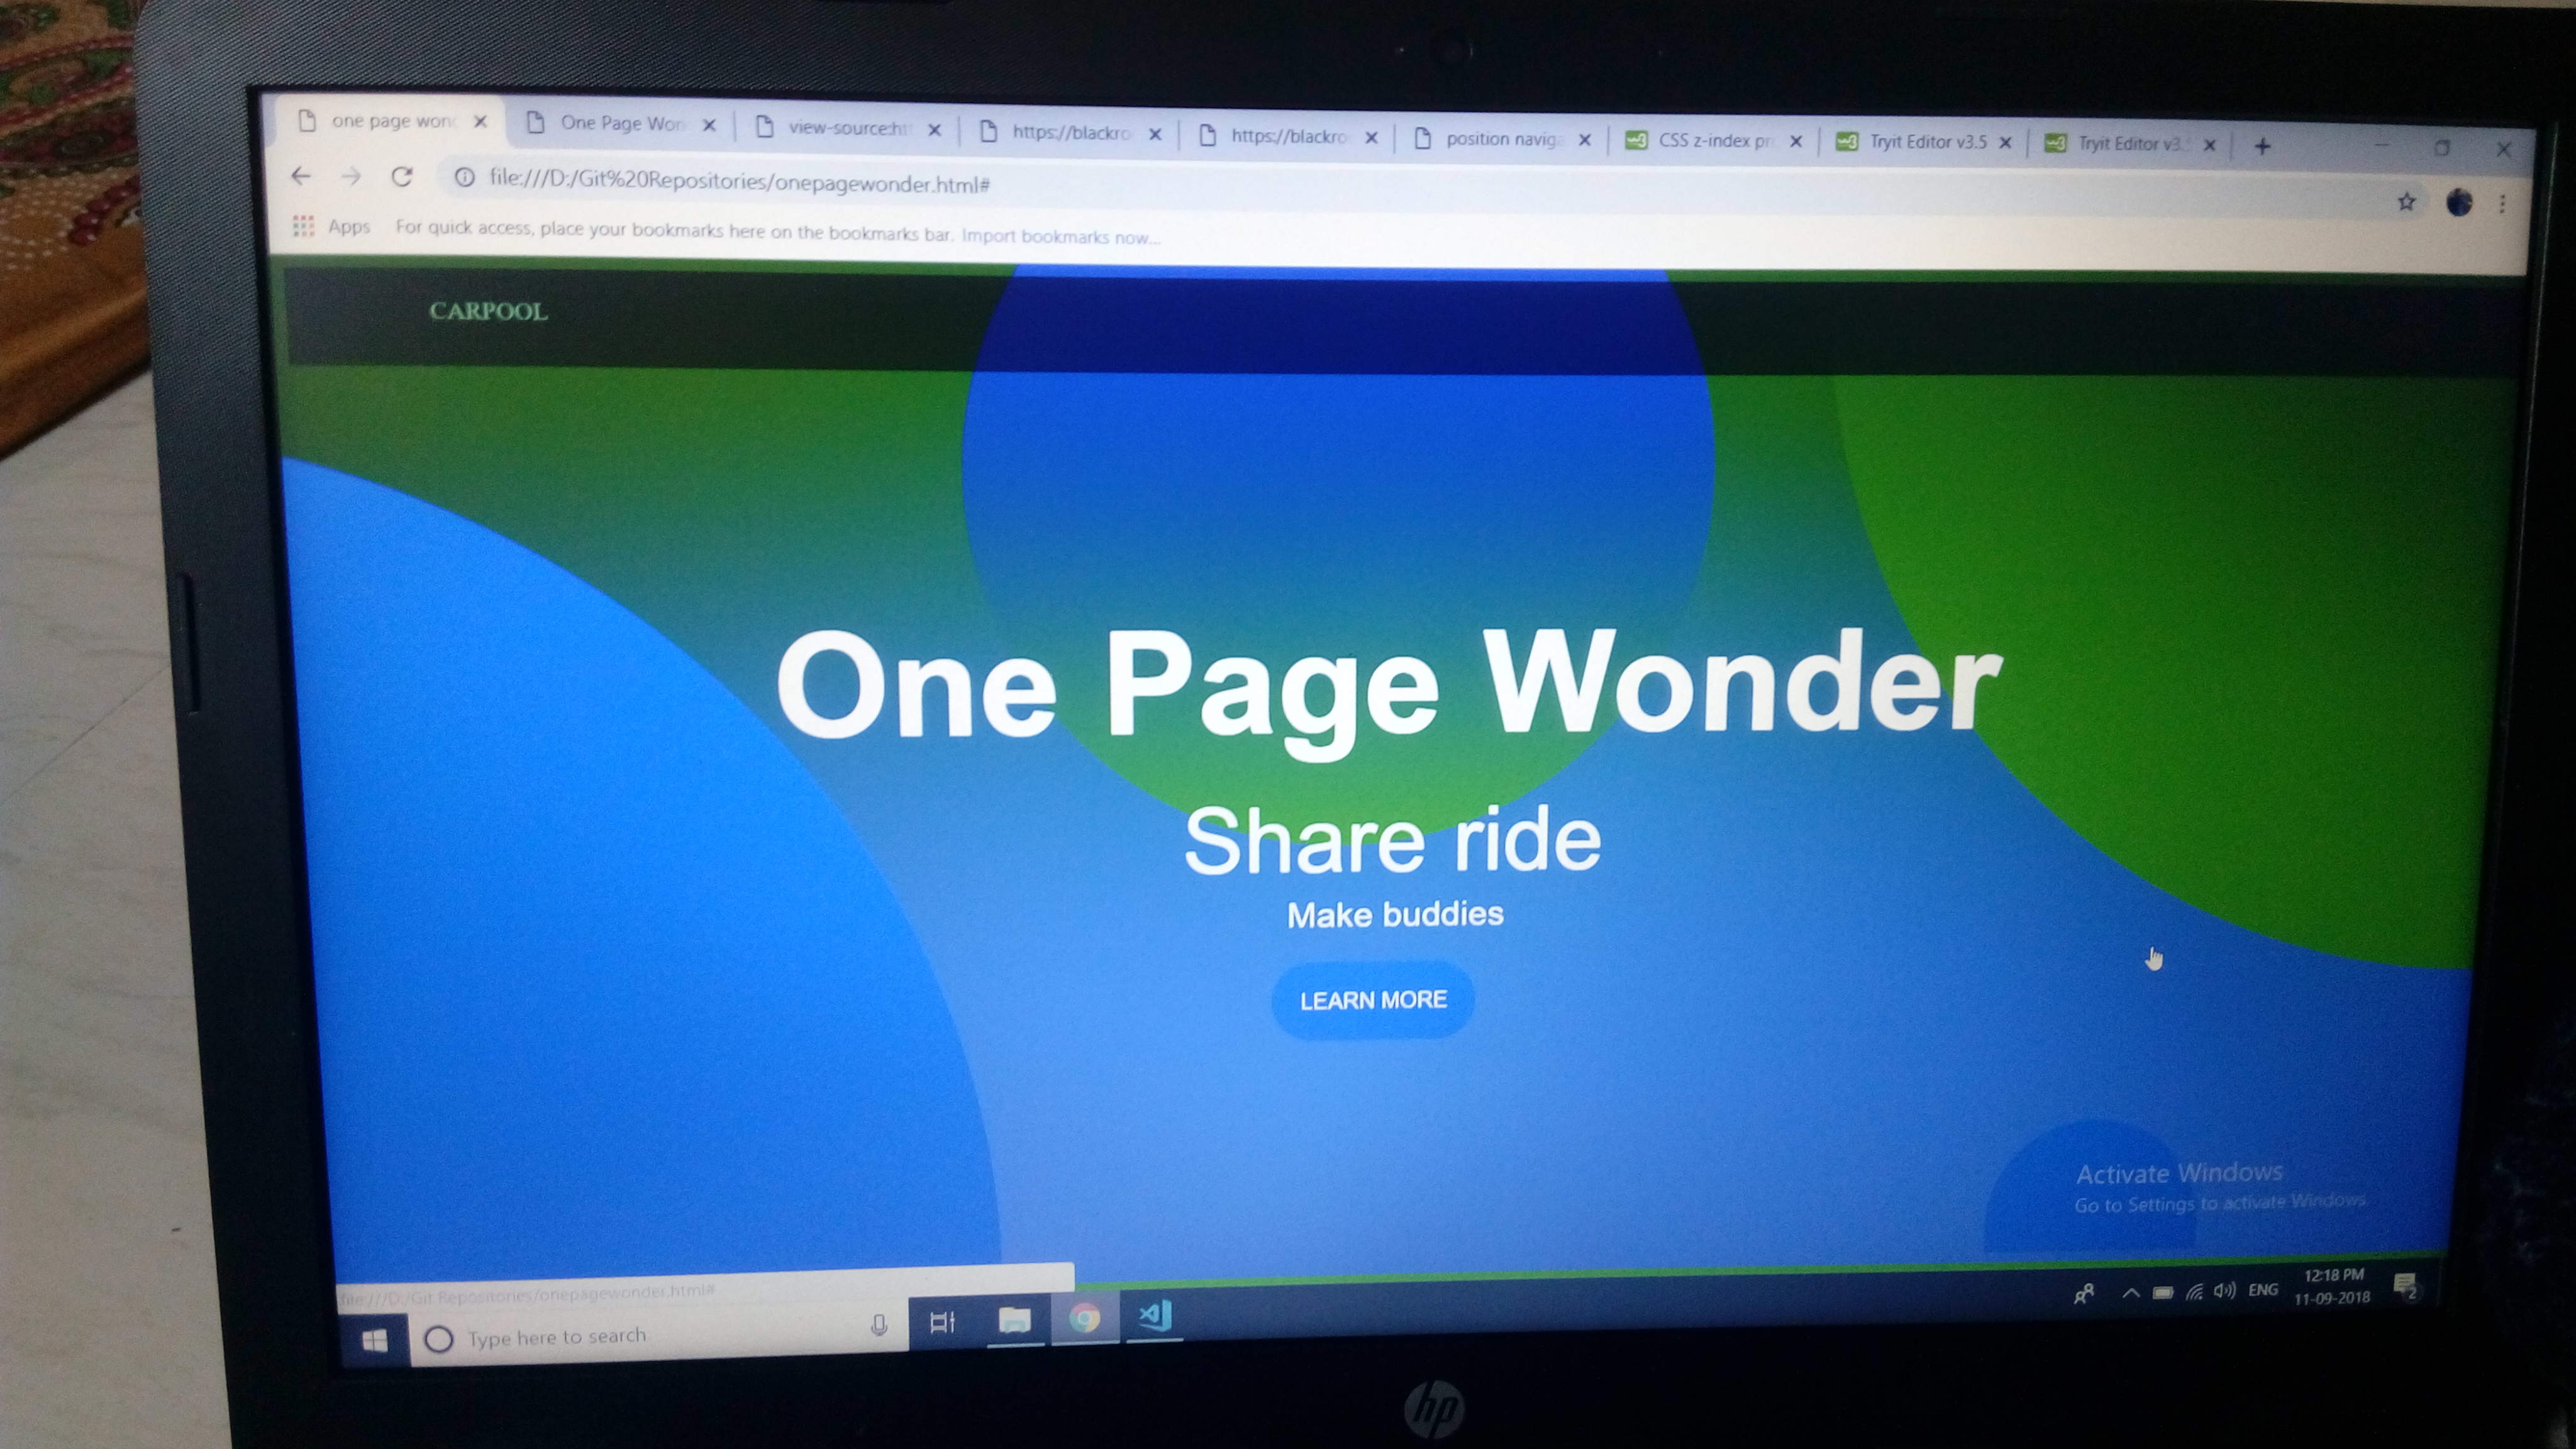 one page won
One Page Won
view-source:ht
https://blackro
https://blackro
position naviga
CSS z-index pr
Tryit Editor v3.5
Tryit Editor v3.
file:///D:/Git%20Repositories/onepagewonder.html#
Apps
For quick access, place your bookmarks here on the bookmarks bar. Import bookmarks now...
CARPOOL
One Page Wonder
Share ride
Make buddies
LEARN MORE
Activate Windows
Go to Settings to activate Windows.
file:///D:/Git Repositories/onepagewonder.html#
Type here to search
ENG
12:18 PM
11-09-2018
2
hp